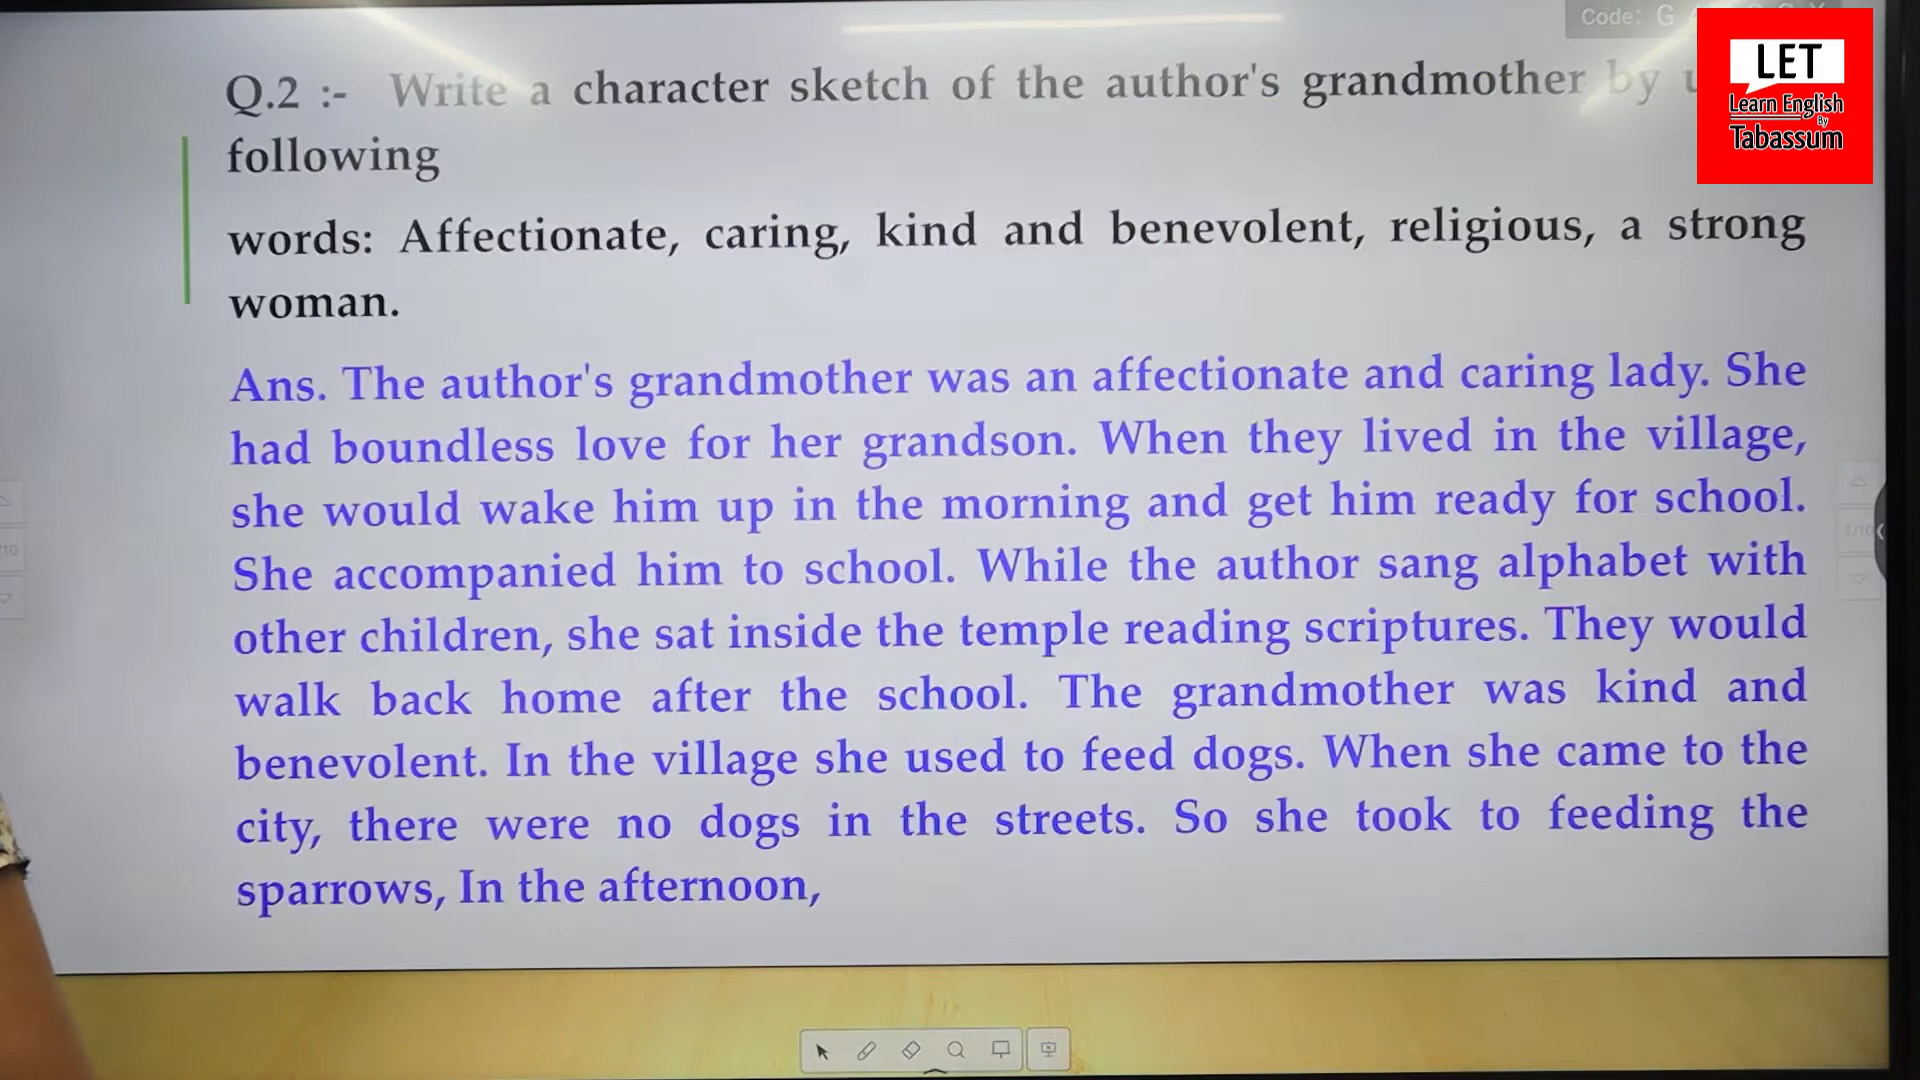 Code: G
LET
Learn English
By
Tabassum
Q.2 :- Write a character sketch of the author's grandmother by
following
words: Affectionate, caring, kind and benevolent, religious, a strong
woman.
Ans. The author's grandmother was an affectionate and caring lady. She
had boundless love for her grandson. When they lived in the village,
she would wake him up in the morning and get him ready for school.
She accompanied him to school. While the author sang alphabet with
other children, she sat inside the temple reading scriptures. They would
walk back home after the school. The grandmother was kind and
benevolent. In the village she used to feed dogs. When she came to the
city, there were no dogs in the streets. So she took to feeding the
sparrows, In the afternoon,